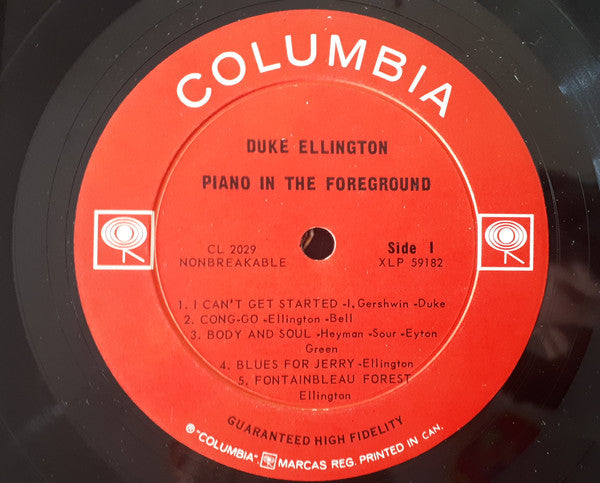 COLUMBIA
DUKE ELLINGTON
PIANO IN THE FOREGROUND
CL 2029
NONBREAKABLE
Side 1
XLP 59182
1. I CAN'T GET STARTED -I, Gershwin -Duke
2. CONG-GO -Ellington -Bell
3. BODY AND SOUL -Heyman -Sour -Eyton
Green
4. BLUES FOR JERRY -Ellington
5. FONTAINBLEAU FOREST
Ellington
GUARANTEED HIGH FIDELITY
® "COLUMBIA" MARCAS REG. PRINTED IN CAN.